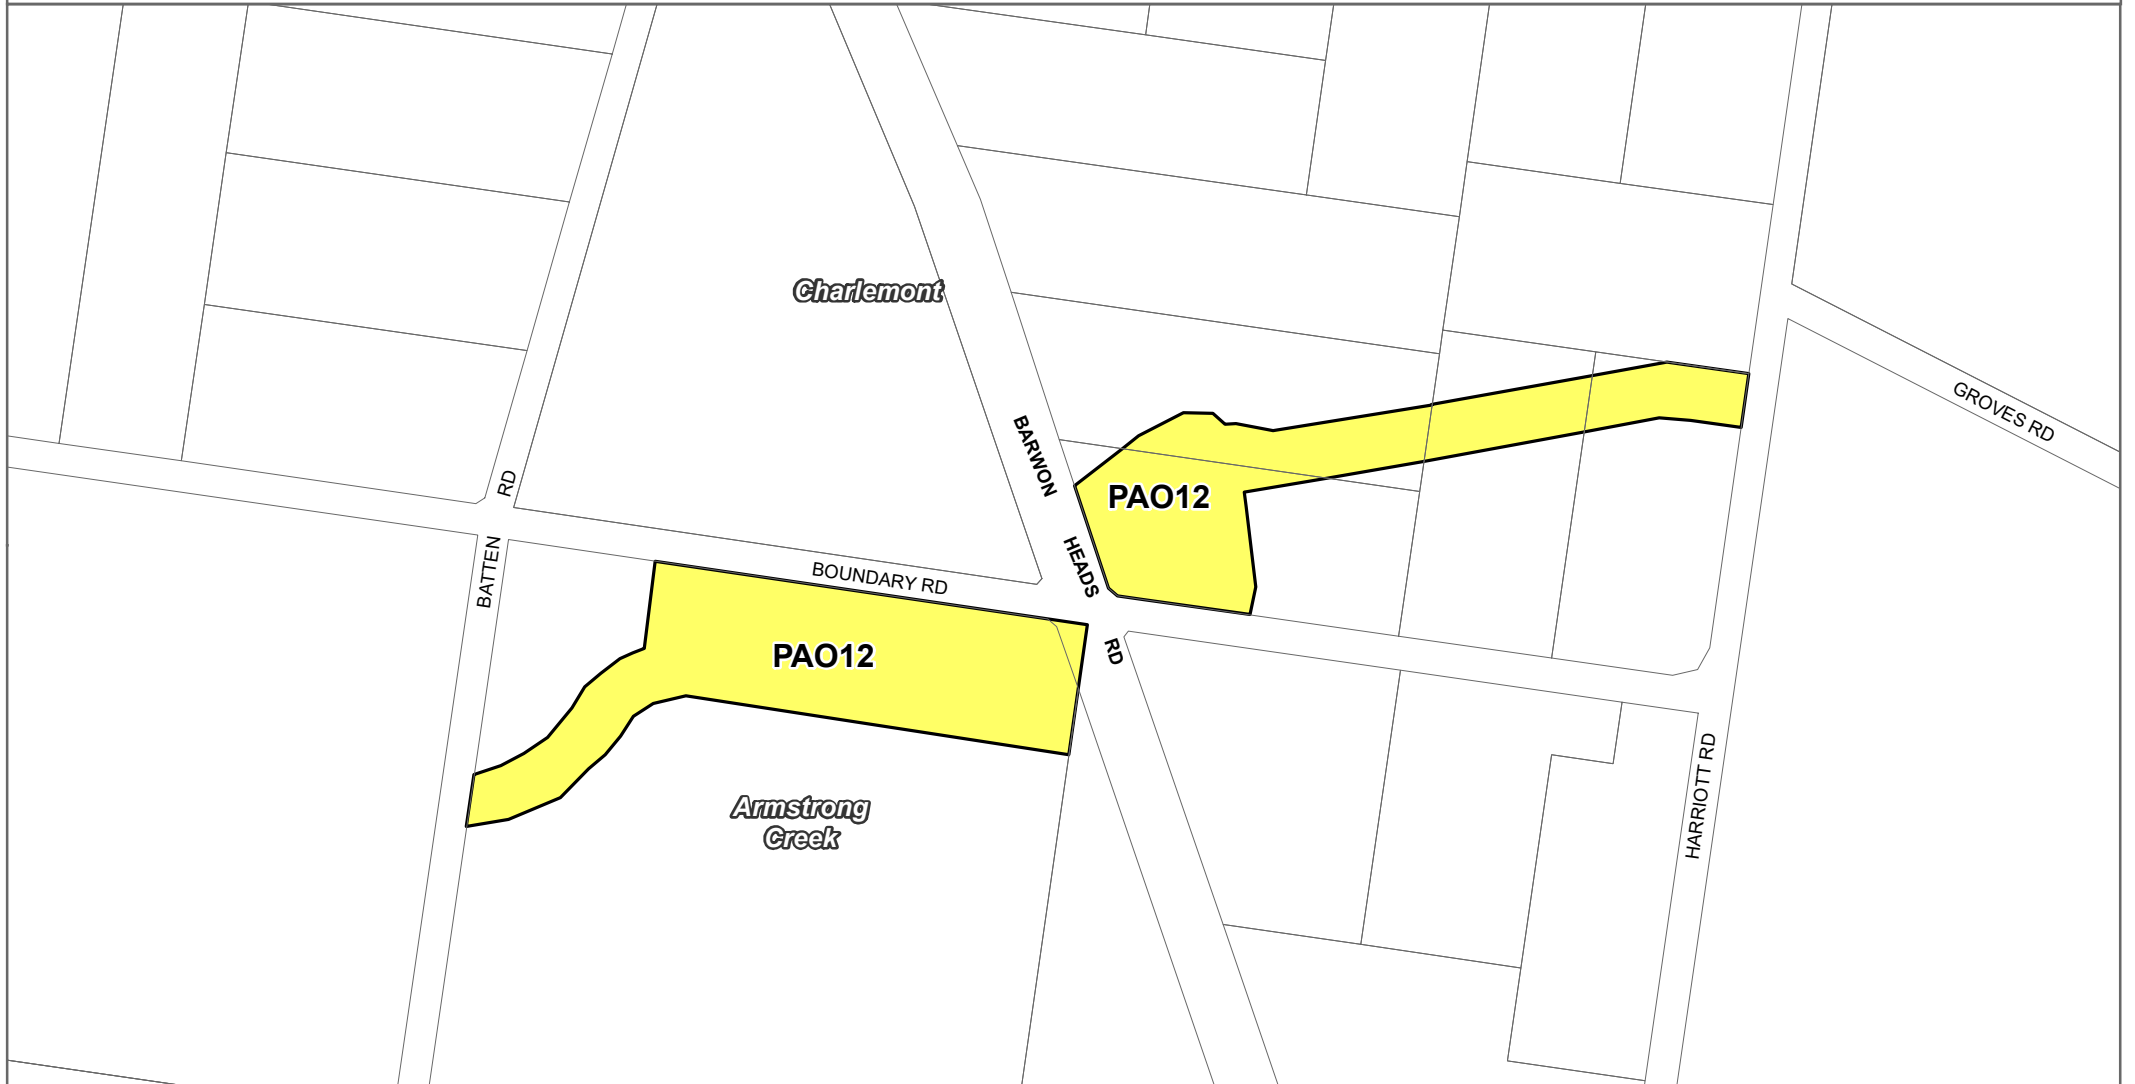 Charlemont
GROVES RD
BARWON
HEADS
RD
PAO12
BATTEN
RD
BOUNDARY RD
PAO12
Armstrong
Creek
HARRIOTT RD